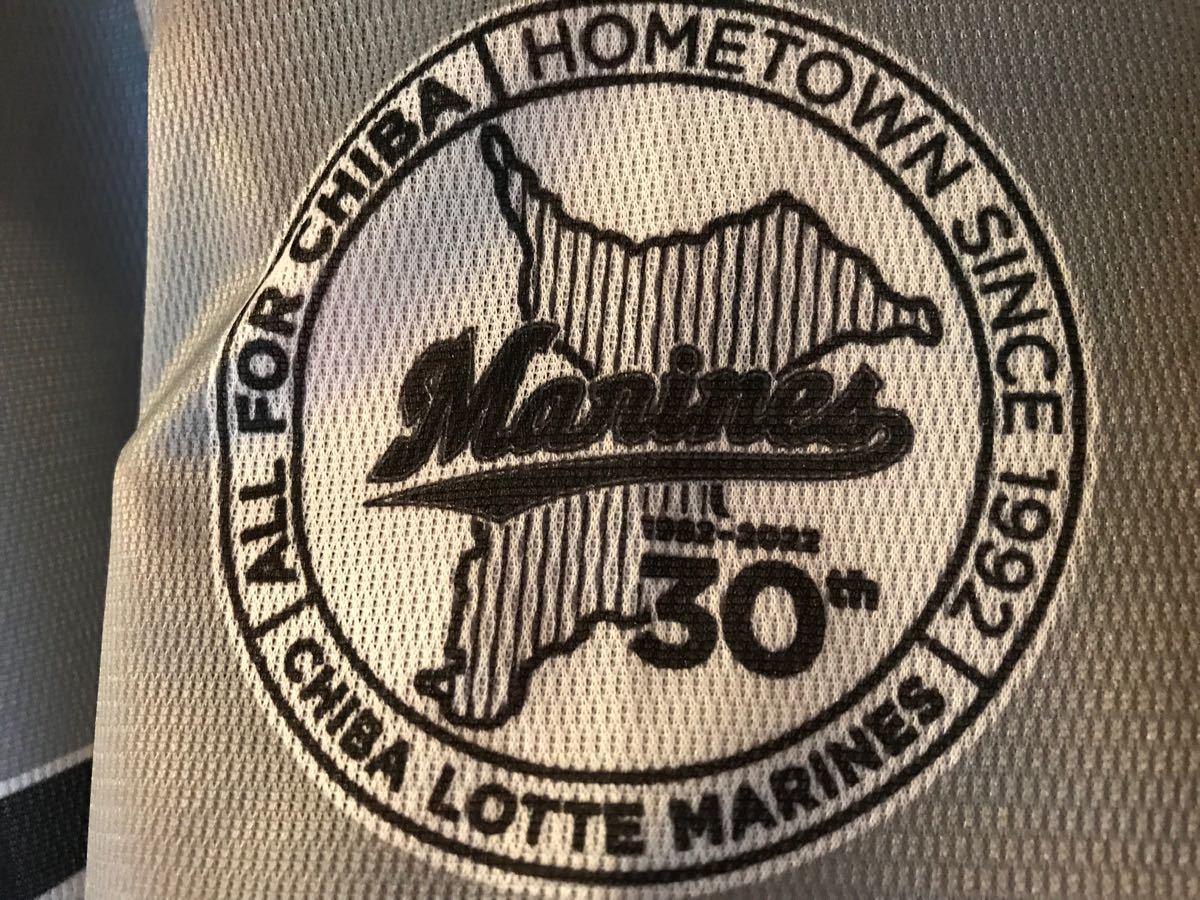 ALL FOR CHIBA
HOMETOWN SINCE 1992
Marines
1992-2022
30th
CHIBA LOTTE MARINES